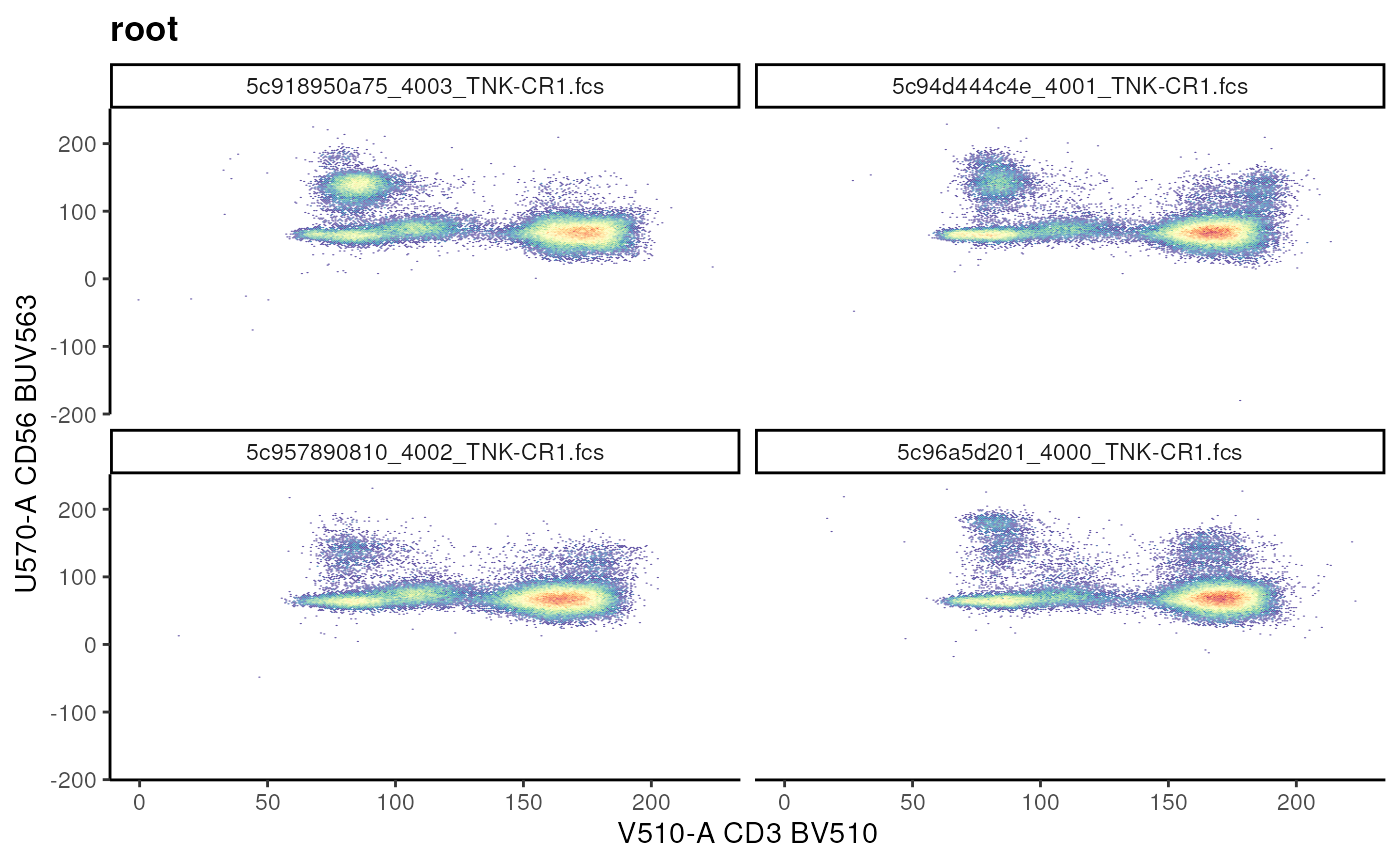 root
5c918950a75_4003_TNK-CR1.fcs
5c94d444c4e_4001_TNK-CR1.fcs
200
100
0
-100
-200
5c957890810_4002_TNK-CR1.fcs
5c96a5d201_4000_TNK-CR1.fcs
200
100
0
-100
-200
U570-A CD56 BUV563
0 50 100 150 200 0 50 100 150 200
V510-A CD3 BV510